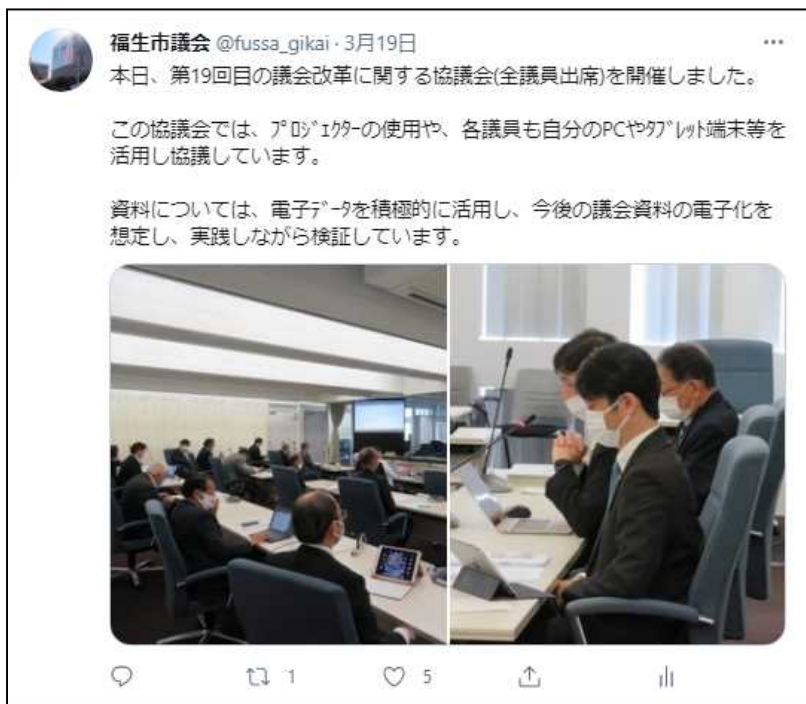 福生市議会 @fussa_gikai・3月19日
本日、第19回目の議会改革に関する協議会(全議員出席)を開催しました。
この協議会では、ﾌﾟﾛｼﾞｪｸﾀｰの使用や、各議員も自分のPCやﾀﾌﾞﾚｯﾄ端末等を
活用し協議しています。
資料については、電子ﾃﾞｰﾀを積極的に活用し、今後の議会資料の電子化を
想定し、実践しながら検証しています。
1
5